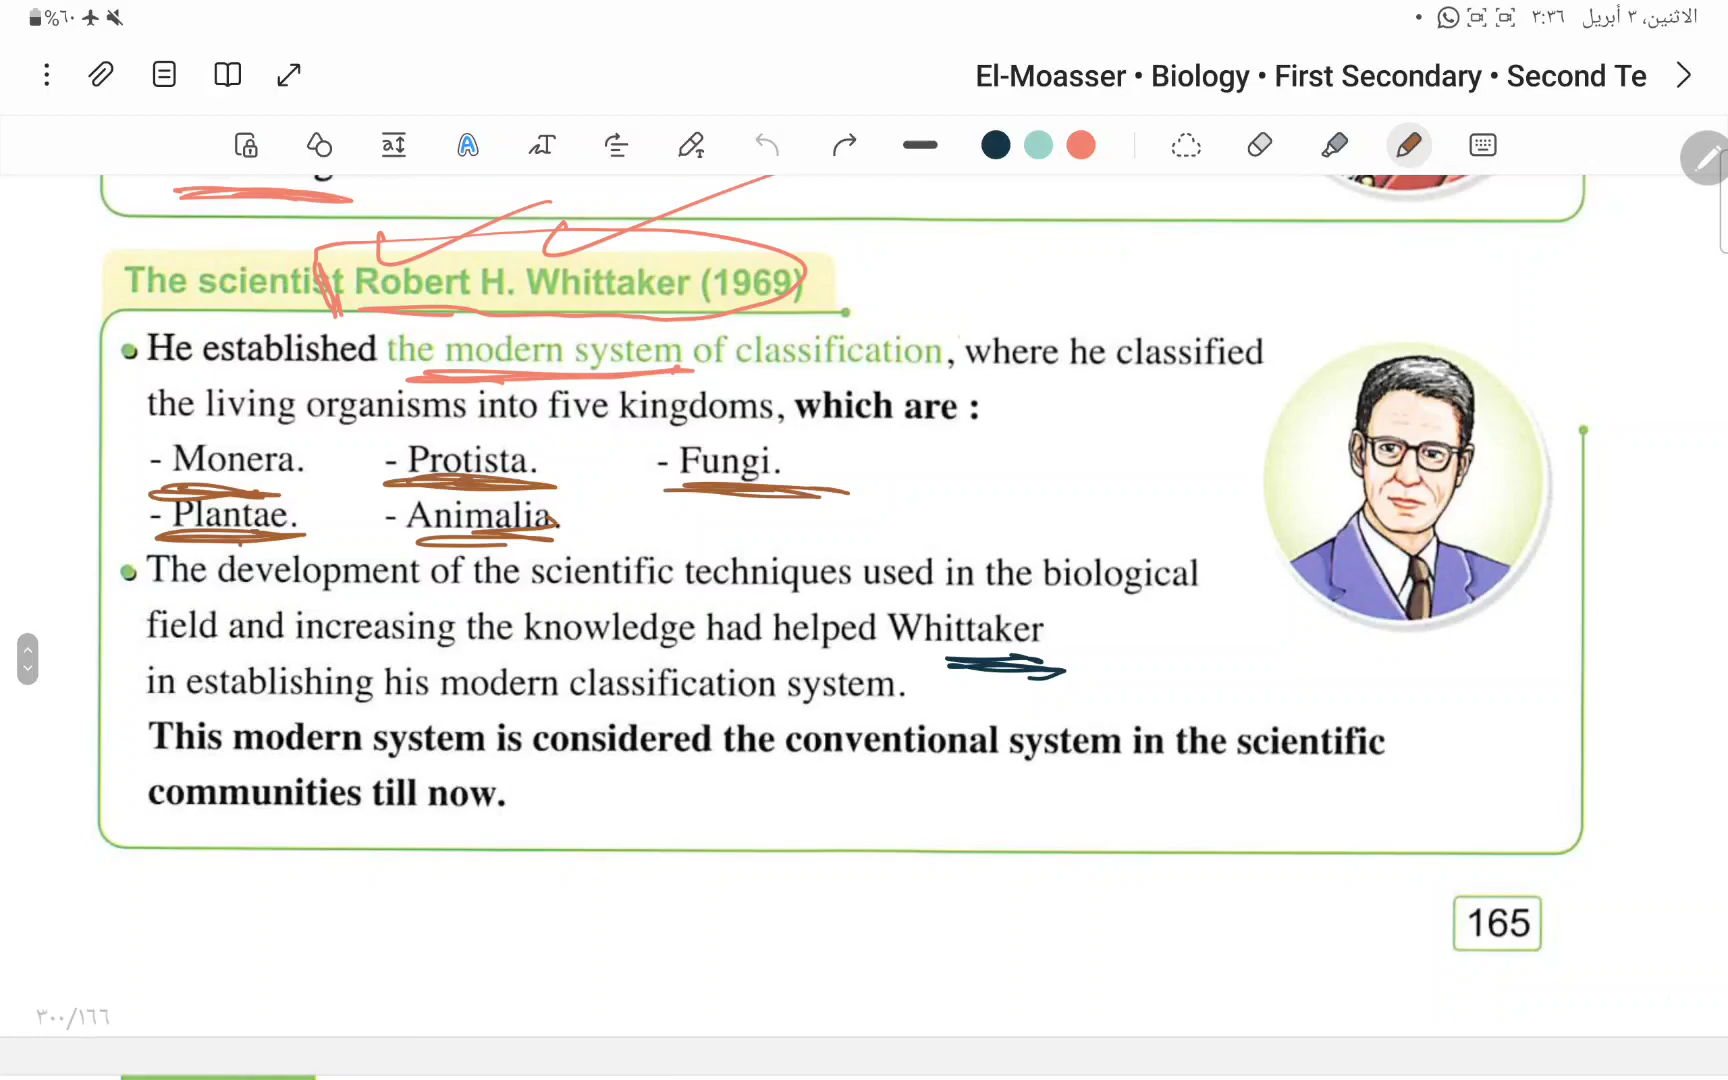 %٦٠
الاثنين، ٣ أبريل ٣:٣٦
El-Moasser • Biology • First Secondary • Second Te
The scientist Robert H. Whittaker (1969)
He established the modern system of classification, where he classified
the living organisms into five kingdoms, which are :
- Monera. - Protista. - Fungi.
- Plantae. - Animalia.
The development of the scientific techniques used in the biological
field and increasing the knowledge had helped Whittaker
in establishing his modern classification system.
This modern system is considered the conventional system in the scientific
communities till now.
165
٣٠٠/١٦٦